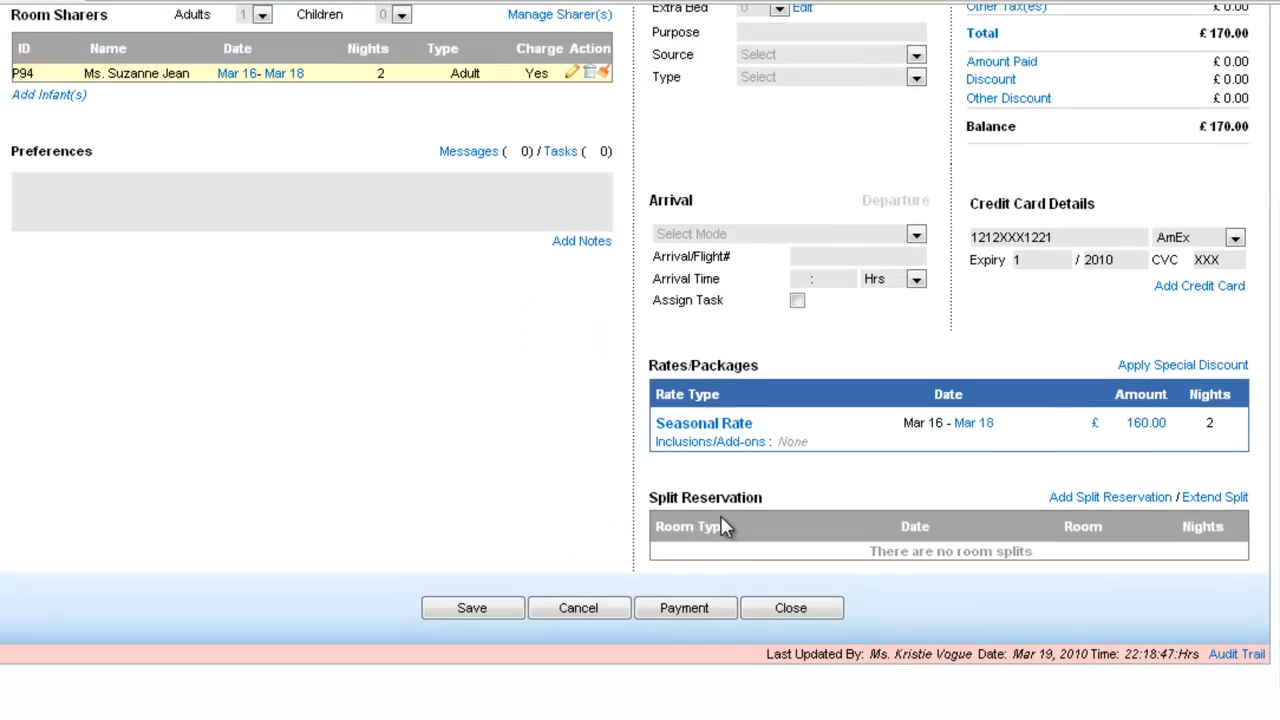 Room Sharers Adults 1 Children 0 Manage Sharer(s)
ID Name Date Nights Type Charge Action
P94 Ms. Suzanne Jean Mar 16- Mar 18 2 Adult Yes
Add Infant(s)
Preferences Messages ( 0) / Tasks ( 0)
Add Notes
Extra Bed 0 Edit
Purpose
Source Select
Type Select
Arrival Departure
Select Mode
Arrival/Flight#
Arrival Time : Hrs
Assign Task
Other Tax(es) £ 0.00
Total £ 170.00
Amount Paid £ 0.00
Discount £ 0.00
Other Discount £ 0.00
Balance £ 170.00
Credit Card Details
1212XXX1221 AmEx
Expiry 1 / 2010 CVC XXX
Add Credit Card
Rates/Packages Apply Special Discount
Rate Type Date Amount Nights
Seasonal Rate Mar 16 - Mar 18 £ 160.00 2
Inclusions/Add-ons : None
Split Reservation Add Split Reservation / Extend Split
Room Type Date Room Nights
There are no room splits
Save Cancel Payment Close
Last Updated By: Ms. Kristie Vogue Date: Mar 19, 2010 Time: 22:18:47:Hrs Audit Trail